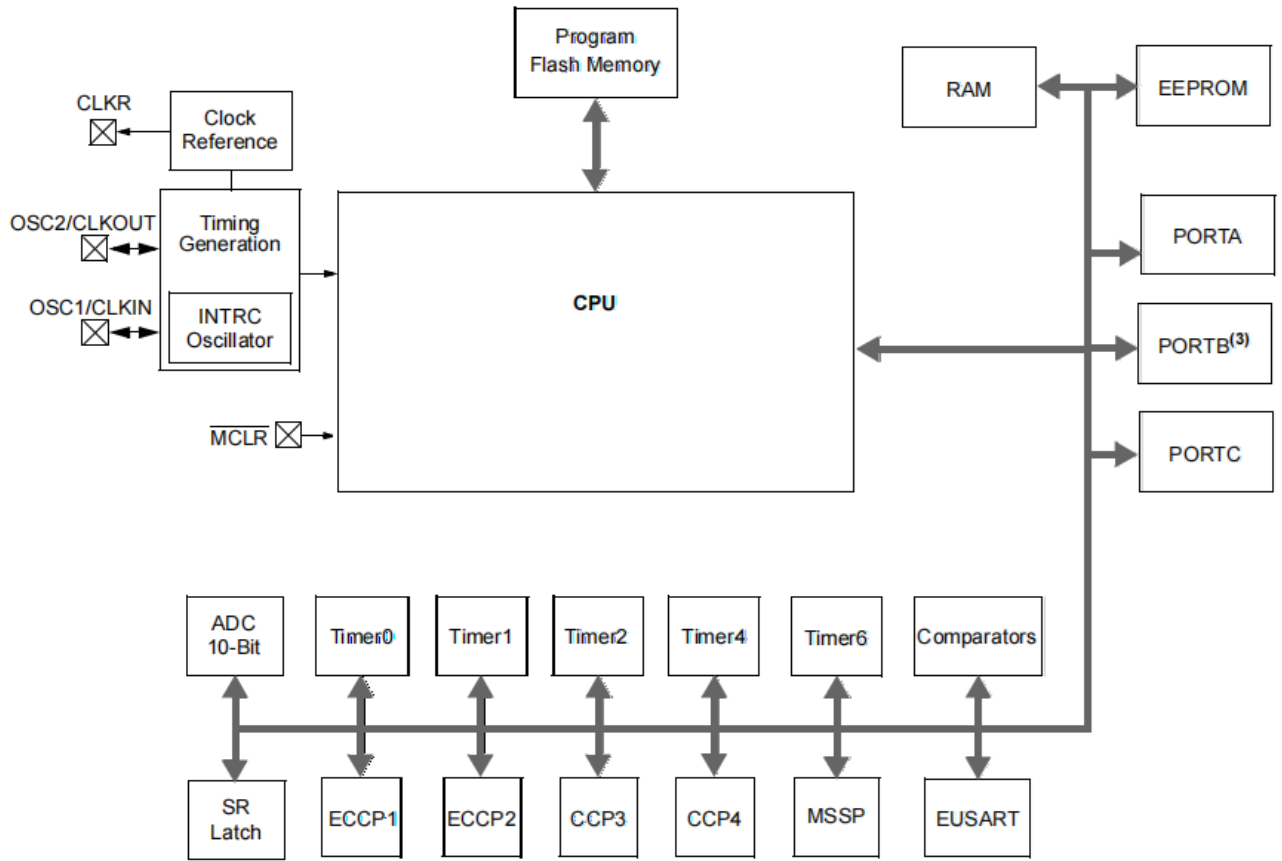 Program
Flash Memory
RAM
EEPROM
CLKR
Clock
Reference
OSC2/CLKOUT
Timing
Generation
PORTA
OSC1/CLKIN
INTRC
Oscillator
CPU
PORTB(3)
MCLR
PORTC
ADC
10-Bit
Timer0
Timer1
Timer2
Timer4
Timer6
Comparators
SR
Latch
ECCP1
ECCP2
CCP3
CCP4
MSSP
EUSART